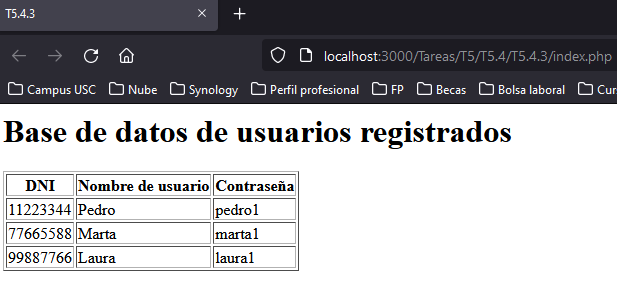 T5.4.3
localhost:3000/Tareas/T5/T5.4/T5.4.3/index.php
Campus USC Nube Synology Perfil profesional FP Becas Bolsa laboral Cur
Base de datos de usuarios registrados
DNI Nombre de usuario Contraseña
11223344 Pedro pedro1
77665588 Marta marta1
99887766 Laura laura1